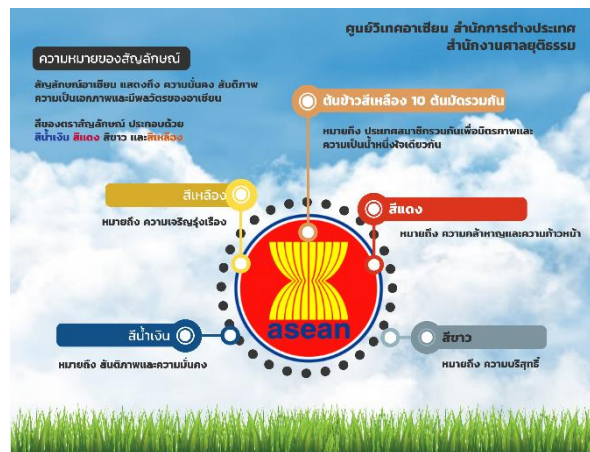 ศูนย์วิเทศอาเซียน สำนักการต่างประเทศ
สำนักงานศาลยุติธรรม
ความหมายของสัญลักษณ์
สัญลักษณ์อาเซียน แสดงถึง ความมั่นคง สันติภาพ
ความเป็นเอกภาพและมีพลวัตรของอาเซียน
สีของตราสัญลักษณ์ ประกอบด้วย
สีน้ำเงิน สีแดง สีขาว และสีเหลือง
ต้นข้าวสีเหลือง 10 ต้นมัดรวมกัน
หมายถึง ประเทศสมาชิกรวมกันเพื่อมิตรภาพและ
ความเป็นน้ำหนึ่งใจเดียวกัน
สีเหลือง
หมายถึง ความเจริญรุ่งเรือง
สีแดง
หมายถึง ความกล้าหาญและความก้าวหน้า
asean
สีน้ำเงิน
หมายถึง สันติภาพและความมั่นคง
สีขาว
หมายถึง ความบริสุทธิ์